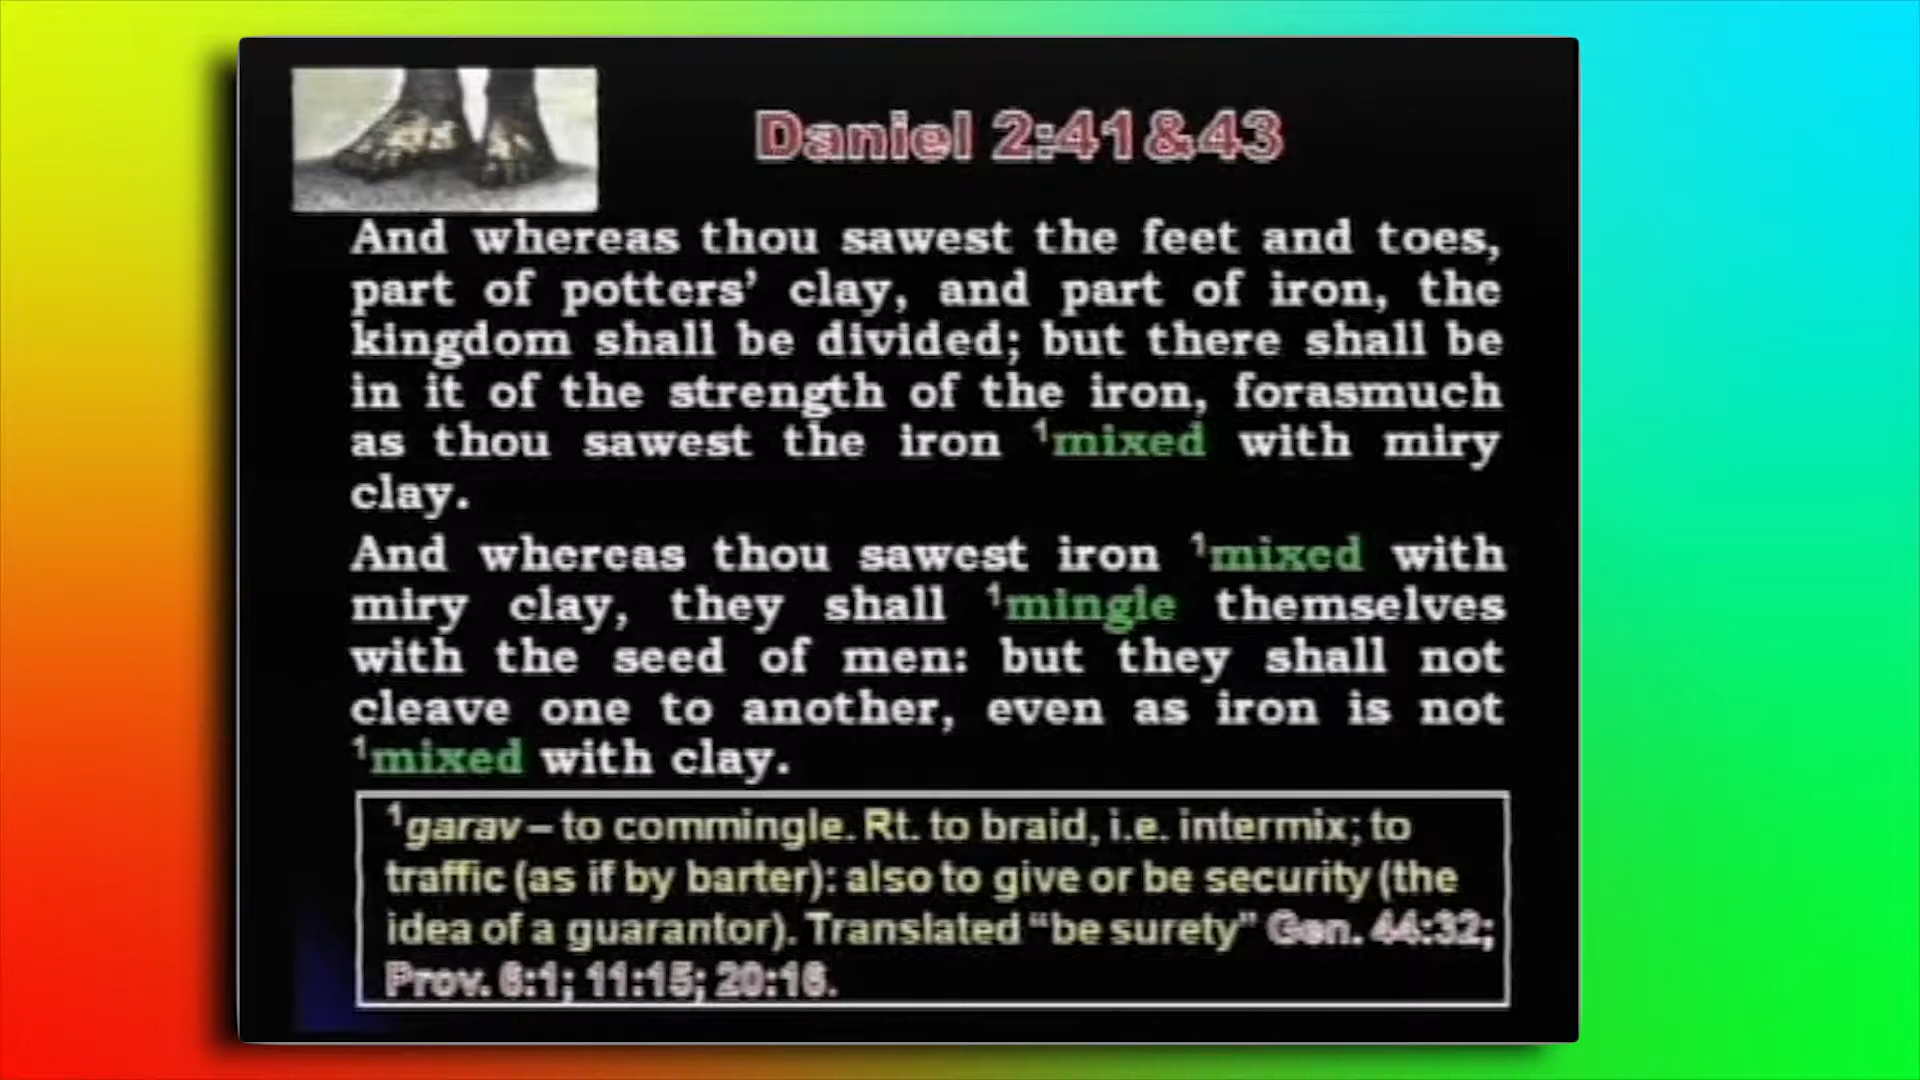 Daniel 2:41&43
And whereas thou sawest the feet and toes,
part of potters’ clay, and part of iron, the
kingdom shall be divided; but there shall be
in it of the strength of the iron, forasmuch
as thou sawest the iron ¹mixed with miry
clay.
And whereas thou sawest iron ¹mixed with
miry clay, they shall ¹mingle themselves
with the seed of men: but they shall not
cleave one to another, even as iron is not
¹mixed with clay.
¹garav – to commingle. Rt. to braid, i.e. intermix; to
traffic (as if by barter): also to give or be security (the
idea of a guarantor). Translated “be surety” Gen. 44:32;
Prov. 6:1; 11:15; 20:16.